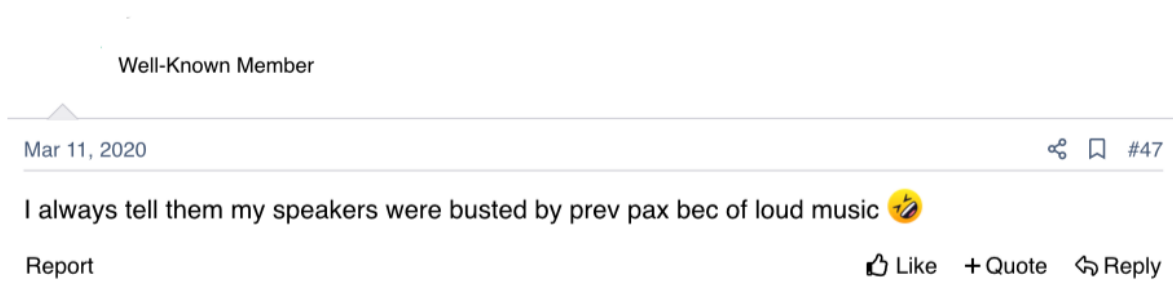 Well-Known Member
Mar 11, 2020 #47
I always tell them my speakers were busted by prev pax bec of loud music 🤣
Report Like + Quote Reply